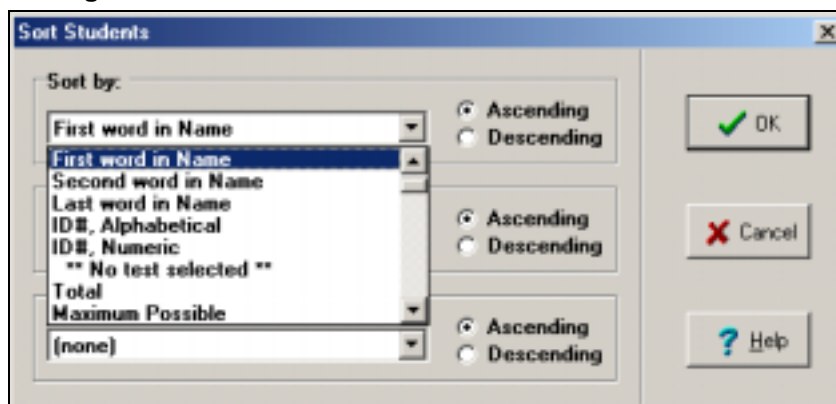 Sort Students
Sort by:
First word in Name
Ascending
Descending
First word in Name
Second word in Name
Last word in Name
ID#, Alphabetical
ID#, Numeric
** No test selected **
Total
Maximum Possible
Ascending
Descending
(none)
Ascending
Descending
OK
Cancel
Help